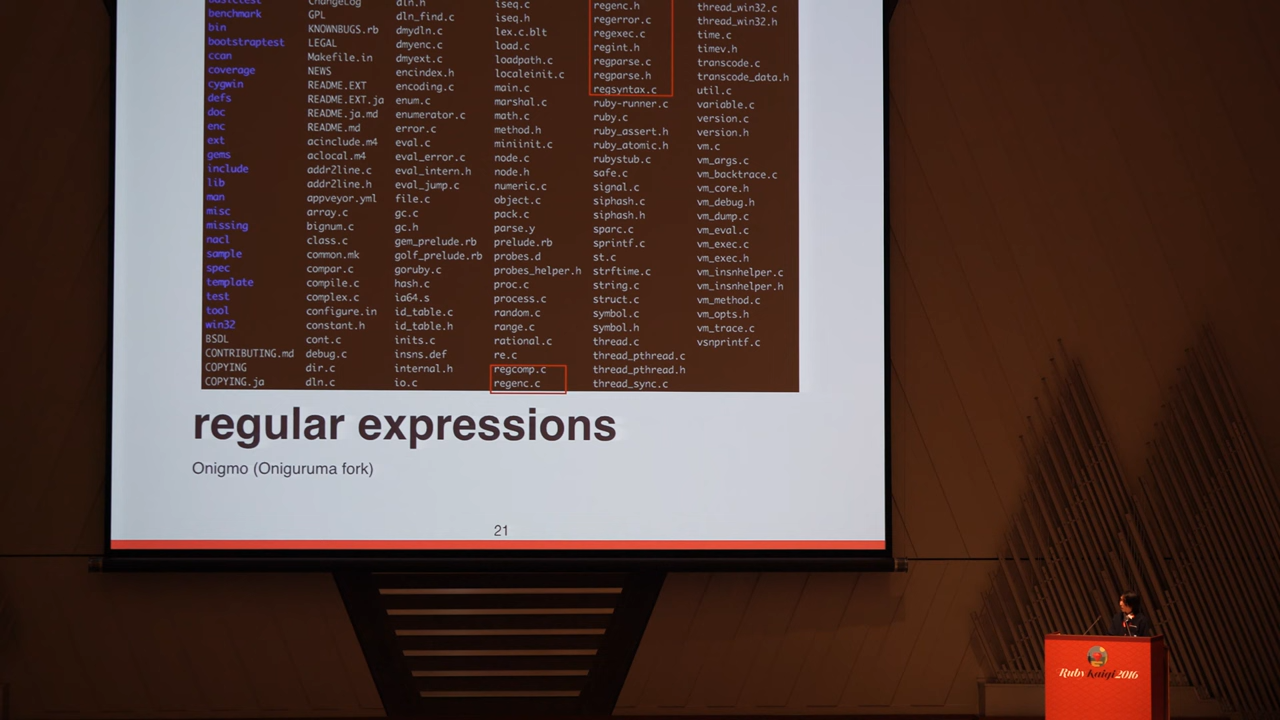 basictest ChangeLog dln.h iseq.c regenc.h thread_win32.c
benchmark GPL dln_find.c iseq.h regerror.c thread_win32.h
bin KNOWNBUGS.rb dmydln.c lex.c.blt regexec.c time.c
bootstraptest LEGAL dmyenc.c load.c regint.h timev.h
ccan Makefile.in dmyext.c loadpath.c regparse.c transcode.c
coverage NEWS encindex.h localeinit.c regparse.h transcode_data.h
cygwin README.EXT encoding.c main.c regsyntax.c util.c
defs README.EXT.ja enum.c marshal.c ruby-runner.c variable.c
doc README.ja.md enumerator.c math.c ruby.c version.c
enc README.md error.c method.h ruby_assert.h version.h
ext acinclude.m4 eval.c miniinit.c ruby_atomic.h vm.c
gems aclocal.m4 eval_error.c node.c rubystub.c vm_args.c
include addr2line.c eval_intern.h node.h safe.c vm_backtrace.c
lib addr2line.h eval_jump.c numeric.c signal.c vm_core.h
man appveyor.yml file.c object.c siphash.c vm_debug.h
misc array.c gc.c pack.c siphash.h vm_dump.c
missing bignum.c gc.h parse.y sparc.c vm_eval.c
nacl class.c gem_prelude.rb prelude.rb sprintf.c vm_exec.c
sample common.mk golf_prelude.rb probes.d st.c vm_exec.h
spec compar.c goruby.c probes_helper.h strftime.c vm_insnhelper.c
template compile.c hash.c proc.c string.c vm_insnhelper.h
test complex.c ia64.s process.c struct.c vm_method.c
tool configure.in id_table.c random.c symbol.c vm_opts.h
win32 constant.h id_table.h range.c symbol.h vm_trace.c
BSDL cont.c inits.c rational.c thread.c vsnprintf.c
CONTRIBUTING.md debug.c insns.def re.c thread_pthread.c
COPYING dir.c internal.h regcomp.c thread_pthread.h
COPYING.ja dln.c io.c regenc.c thread_sync.c
regular expressions
Onigmo (Oniguruma fork)
21
RubyKaigi 2016